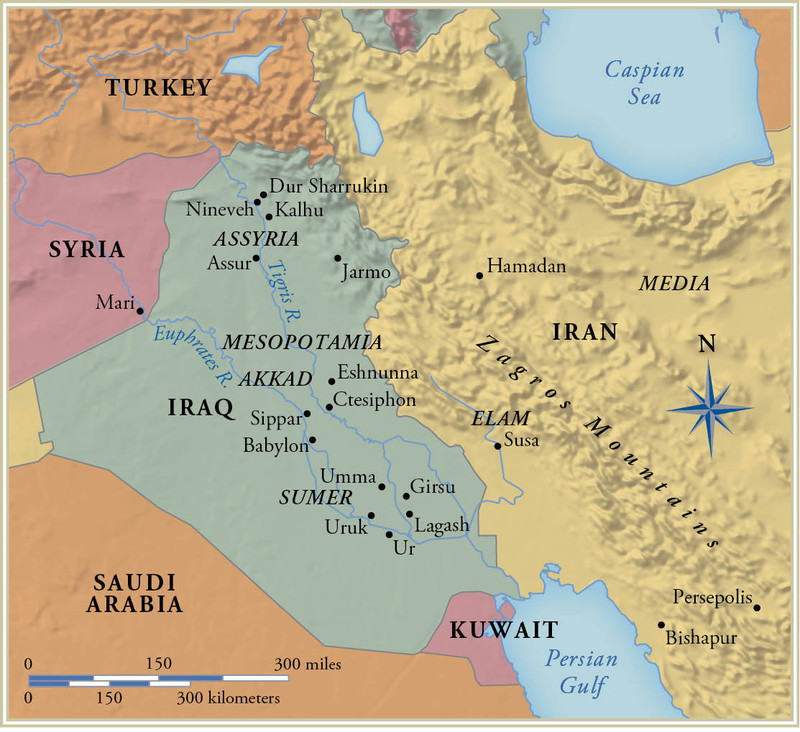 Caspian
Sea
TURKEY
Dur Sharrukin
Nineveh
Kalhu
ASSYRIA
SYRIA
Assur
Jarmo
Hamadan
Tigris R.
MEDIA
Mari
Euphrates R.
MESOPOTAMIA
IRAN
N
Zagros Mountains
Eshnunna
AKKAD
Ctesiphon
IRAQ
Sippar
ELAM
Babylon
Susa
Umma
Girsu
SUMER
Uruk
Lagash
Ur
SAUDI
ARABIA
Persepolis
KUWAIT
Bishapur
Persian
Gulf
0 150 300 miles
0 150 300 kilometers